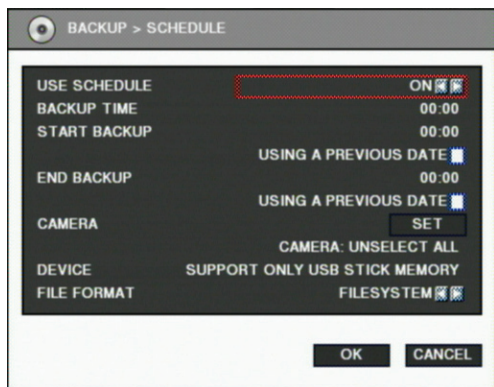 BACKUP > SCHEDULE
USE SCHEDULE ON
BACKUP TIME 00:00
START BACKUP 00:00
USING A PREVIOUS DATE
END BACKUP 00:00
USING A PREVIOUS DATE
CAMERA SET
CAMERA: UNSELECT ALL
DEVICE SUPPORT ONLY USB STICK MEMORY
FILE FORMAT FILESYSTEM
OK CANCEL